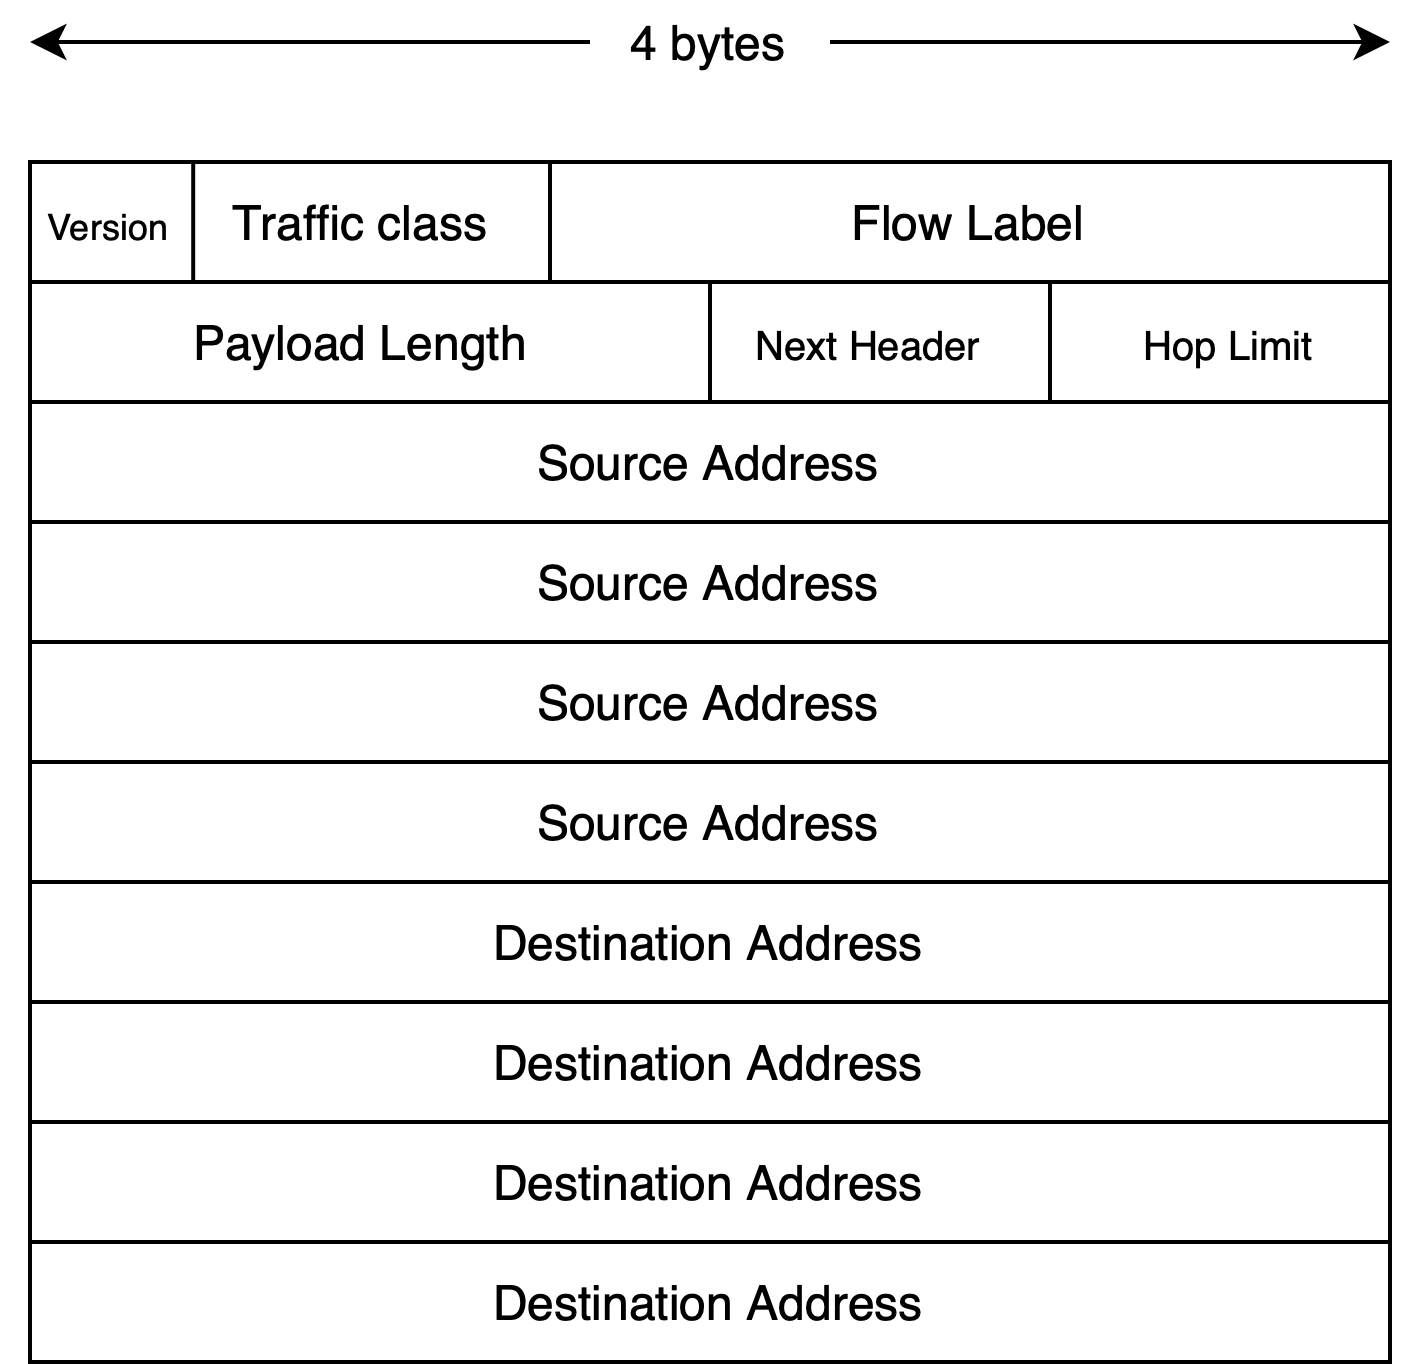 4 bytes
Version Traffic class Flow Label
Payload Length Next Header Hop Limit
Source Address
Source Address
Source Address
Source Address
Destination Address
Destination Address
Destination Address
Destination Address